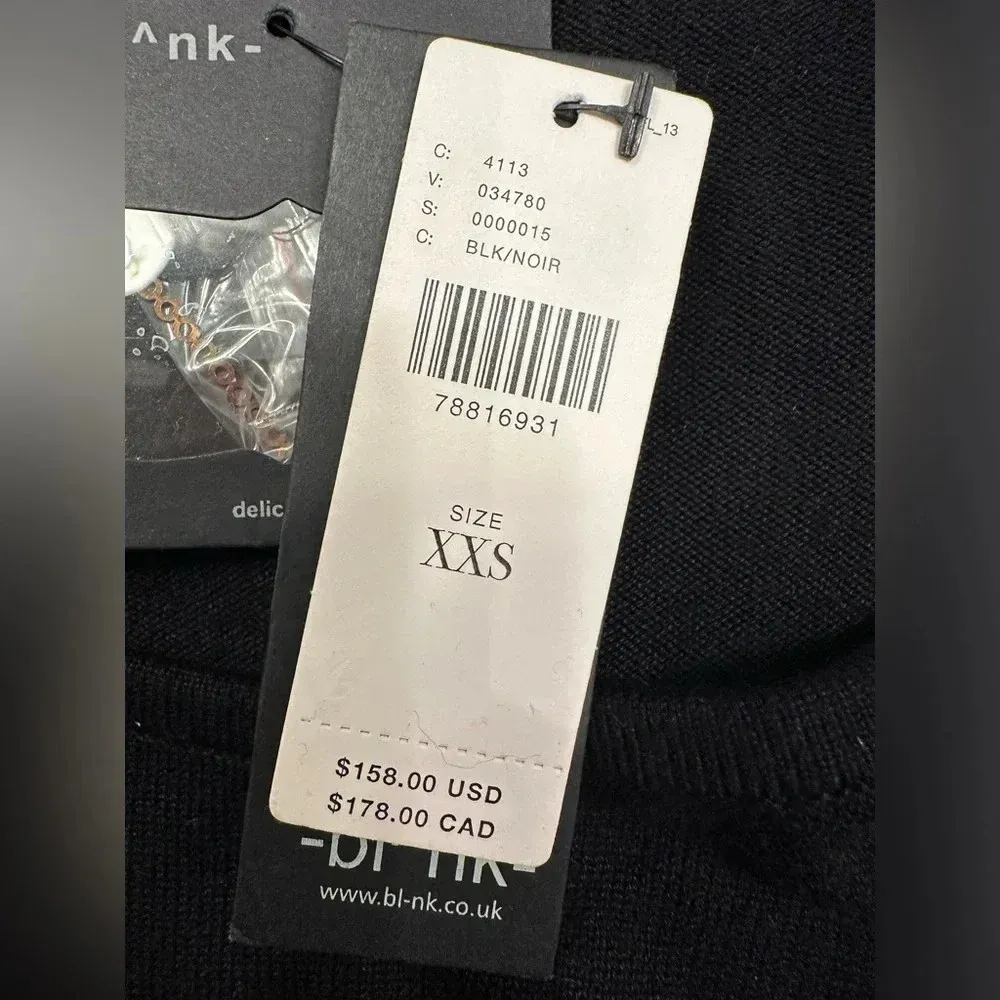 ^nk-
L_13
C: 4113
V: 034780
S: 0000015
C: BLK/NOIR
78816931
delic
SIZE
XXS
$158.00 USD
$178.00 CAD
-bl^nk-
www.bl-nk.co.uk